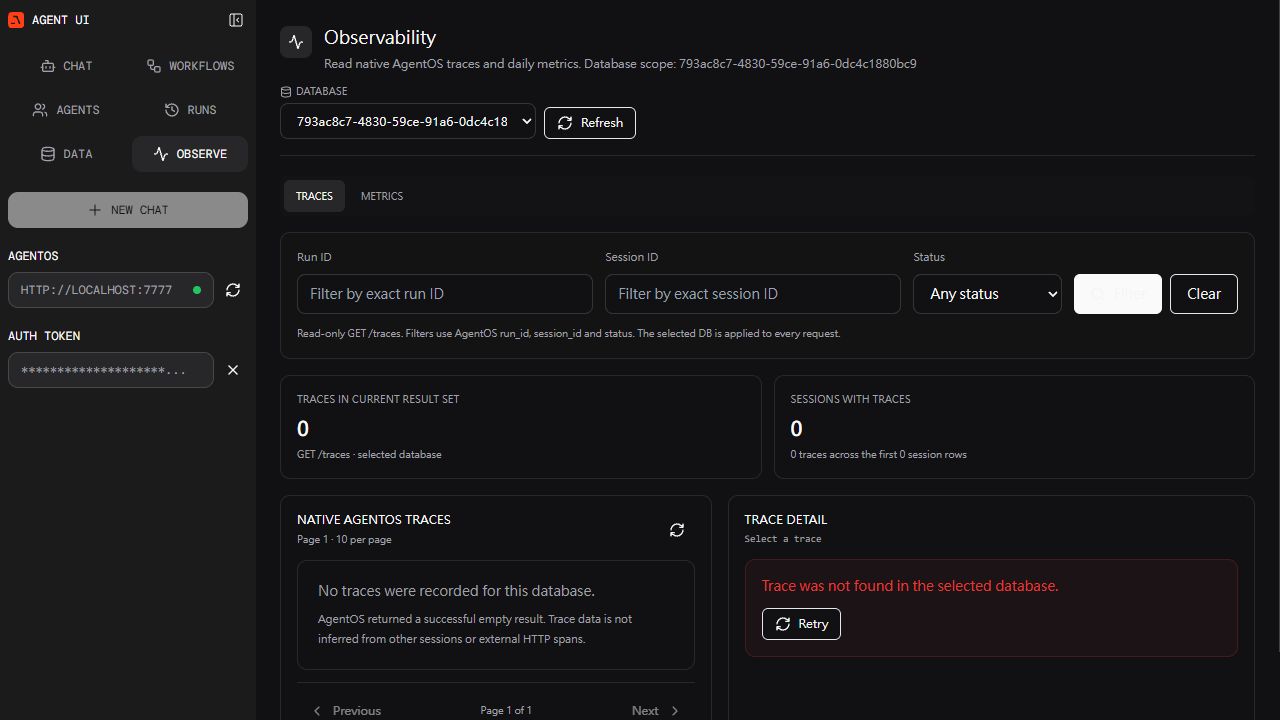 AGENT UI
CHAT
WORKFLOWS
AGENTS
RUNS
DATA
OBSERVE
NEW CHAT
AGENTOS
HTTP://LOCALHOST:7777
AUTH TOKEN
********************...
Observability
Read native AgentOS traces and daily metrics. Database scope: 793ac8c7-4830-59ce-91a6-0dc4c1880bc9
DATABASE
793ac8c7-4830-59ce-91a6-0dc4c18
Refresh
TRACES
METRICS
Run ID
Session ID
Status
Filter by exact run ID
Filter by exact session ID
Any status
Filter
Clear
Read-only GET /traces. Filters use AgentOS run_id, session_id and status. The selected DB is applied to every request.
TRACES IN CURRENT RESULT SET
0
GET /traces · selected database
SESSIONS WITH TRACES
0
0 traces across the first 0 session rows
NATIVE AGENTOS TRACES
Page 1 · 10 per page
No traces were recorded for this database.
AgentOS returned a successful empty result. Trace data is not
inferred from other sessions or external HTTP spans.
Previous
Page 1 of 1
Next
TRACE DETAIL
Select a trace
Trace was not found in the selected database.
Retry